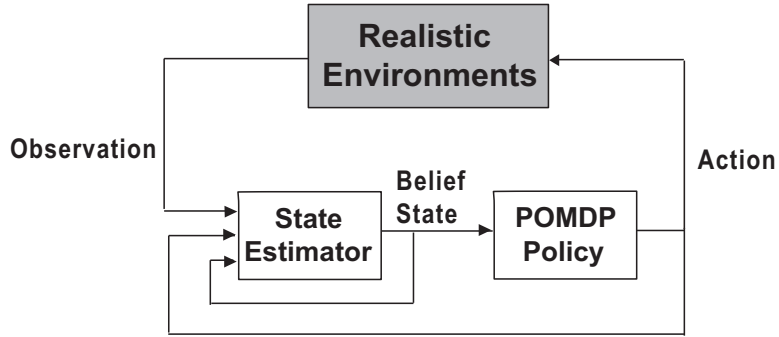 Realistic
Environments
Observation
Action
Belief
State
State
Estimator
POMDP
Policy